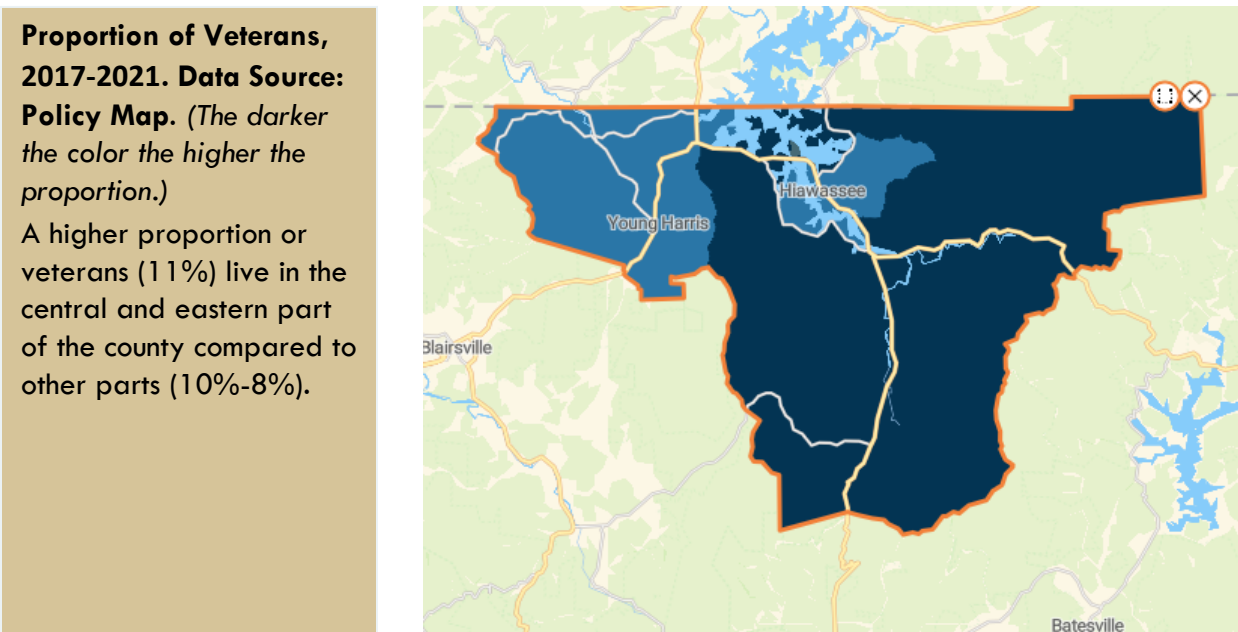 Proportion of Veterans,
2017-2021. Data Source:
Policy Map. (The darker
the color the higher the
proportion.)
A higher proportion or
veterans (11%) live in the
central and eastern part
of the county compared to
other parts (10%-8%).
Hiawassee
Young Harris
Blairsville
Batesville